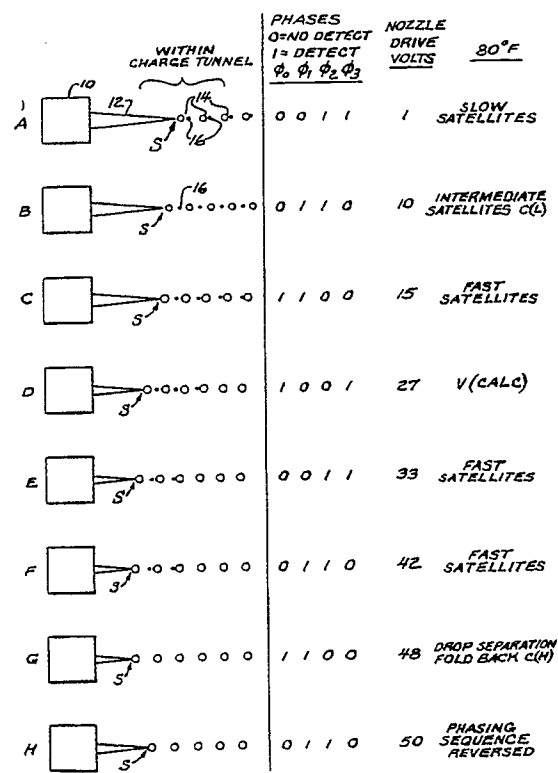 PHASES
0=NO DETECT
1=DETECT
Φ₀ Φ₁ Φ₂ Φ₃
NOZZLE
DRIVE
VOLTS
80°F
WITHIN
CHARGE TUNNEL
10
12
14
16
S
A
0 0 1 1
1
SLOW
SATELLITES
16
S
B
0 1 1 0
10
INTERMEDIATE
SATELLITES C(L)
S
C
1 1 0 0
15
FAST
SATELLITES
S
D
1 0 0 1
27
V(CALC)
S
E
0 0 1 1
33
FAST
SATELLITES
S
F
0 1 1 0
42
FAST
SATELLITES
S
G
1 1 0 0
48
DROP SEPARATION
FOLD BACK C(H)
S
H
0 1 1 0
50
PHASING
SEQUENCE
REVERSED
S